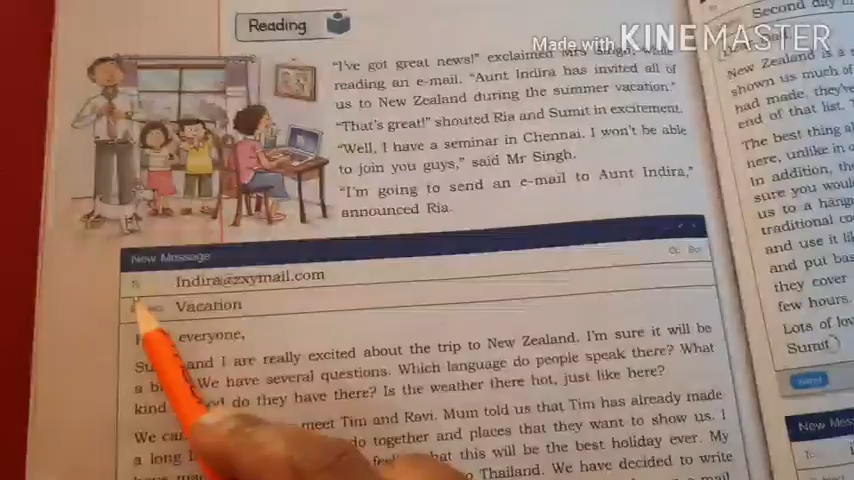 Reading
Made with KINEMASTER
"I've got great news!" exclaimed Mrs Singh, while
reading an e-mail. "Aunt Indira has invited all of
us to New Zealand during the summer vacation."
"That's great!" shouted Ria and Sumit in excitement.
"Well, I have a seminar in Chennai. I won't be able
to join you guys," said Mr Singh.
"I'm going to send an e-mail to Aunt Indira,"
announced Ria.
New Message
To Indira@zxymail.com
Vacation
everyone,
and I are really excited about the trip to New Zealand. I'm sure it will be
a We have several questions. Which language do people speak there? What
kind do they have there? Is the weather there hot, just like here?
We meet Tim and Ravi. Mum told us that Tim has already made
a long do together and places that they want to show us. I
that this will be the best holiday ever. My
to Thailand. We have decided to write
Second day
New Zealand is a
shown us much of
had made, they've
end of that list. T
The best thing a
here, unlike in o
In addition, the
sure you would
us to a hang
traditional co
and use it li
and put bas
they cover
few hours.
Lots of lov
Sumit
Send
New Messag
To: